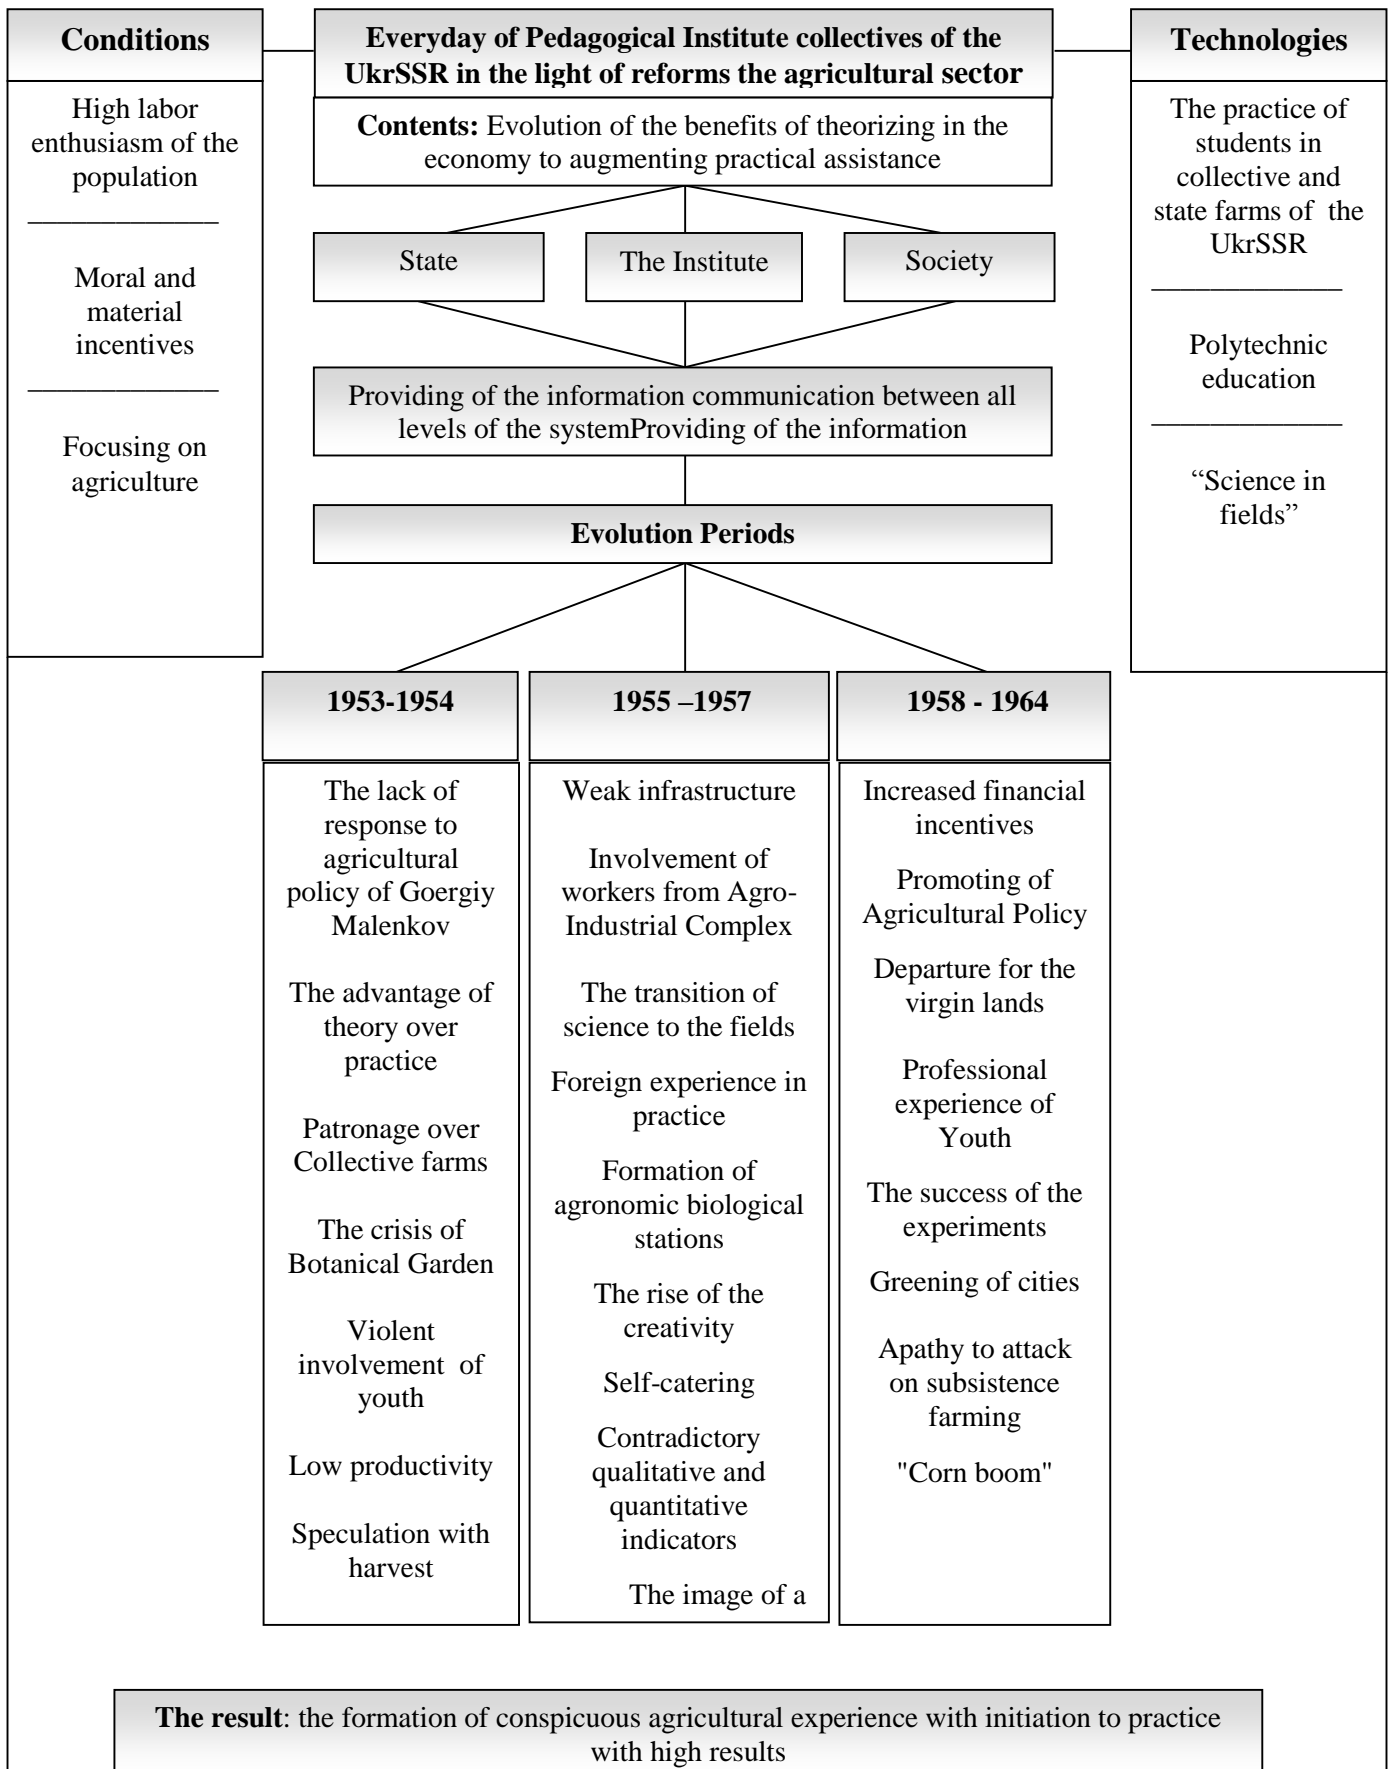 Conditions
High labor
enthusiasm of the
population
_____________
Moral and
material
incentives
_____________
Focusing on
agriculture
Everyday of Pedagogical Institute collectives of the
UkrSSR in the light of reforms the agricultural sector
Contents: Evolution of the benefits of theorizing in the
economy to augmenting practical assistance
State
The Institute
Society
Providing of the information communication between all
levels of the systemProviding of the information
Evolution Periods
Technologies
The practice of
students in
collective and
state farms of the
UkrSSR
_____________
Polytechnic
education
_____________
“Science in
fields”
1953-1954
The lack of
response to
agricultural
policy of Goergiy
Malenkov
The advantage of
theory over
practice
Patronage over
Collective farms
The crisis of
Botanical Garden
Violent
involvement of
youth
Low productivity
Speculation with
harvest
1955 –1957
Weak infrastructure
Involvement of
workers from Agro-
Industrial Complex
The transition of
science to the fields
Foreign experience in
practice
Formation of
agronomic biological
stations
The rise of the
creativity
Self-catering
Contradictory
qualitative and
quantitative
indicators
The image of a
1958 - 1964
Increased financial
incentives
Promoting of
Agricultural Policy
Departure for the
virgin lands
Professional
experience of
Youth
The success of the
experiments
Greening of cities
Apathy to attack
on subsistence
farming
"Corn boom"
The result: the formation of conspicuous agricultural experience with initiation to practice
with high results